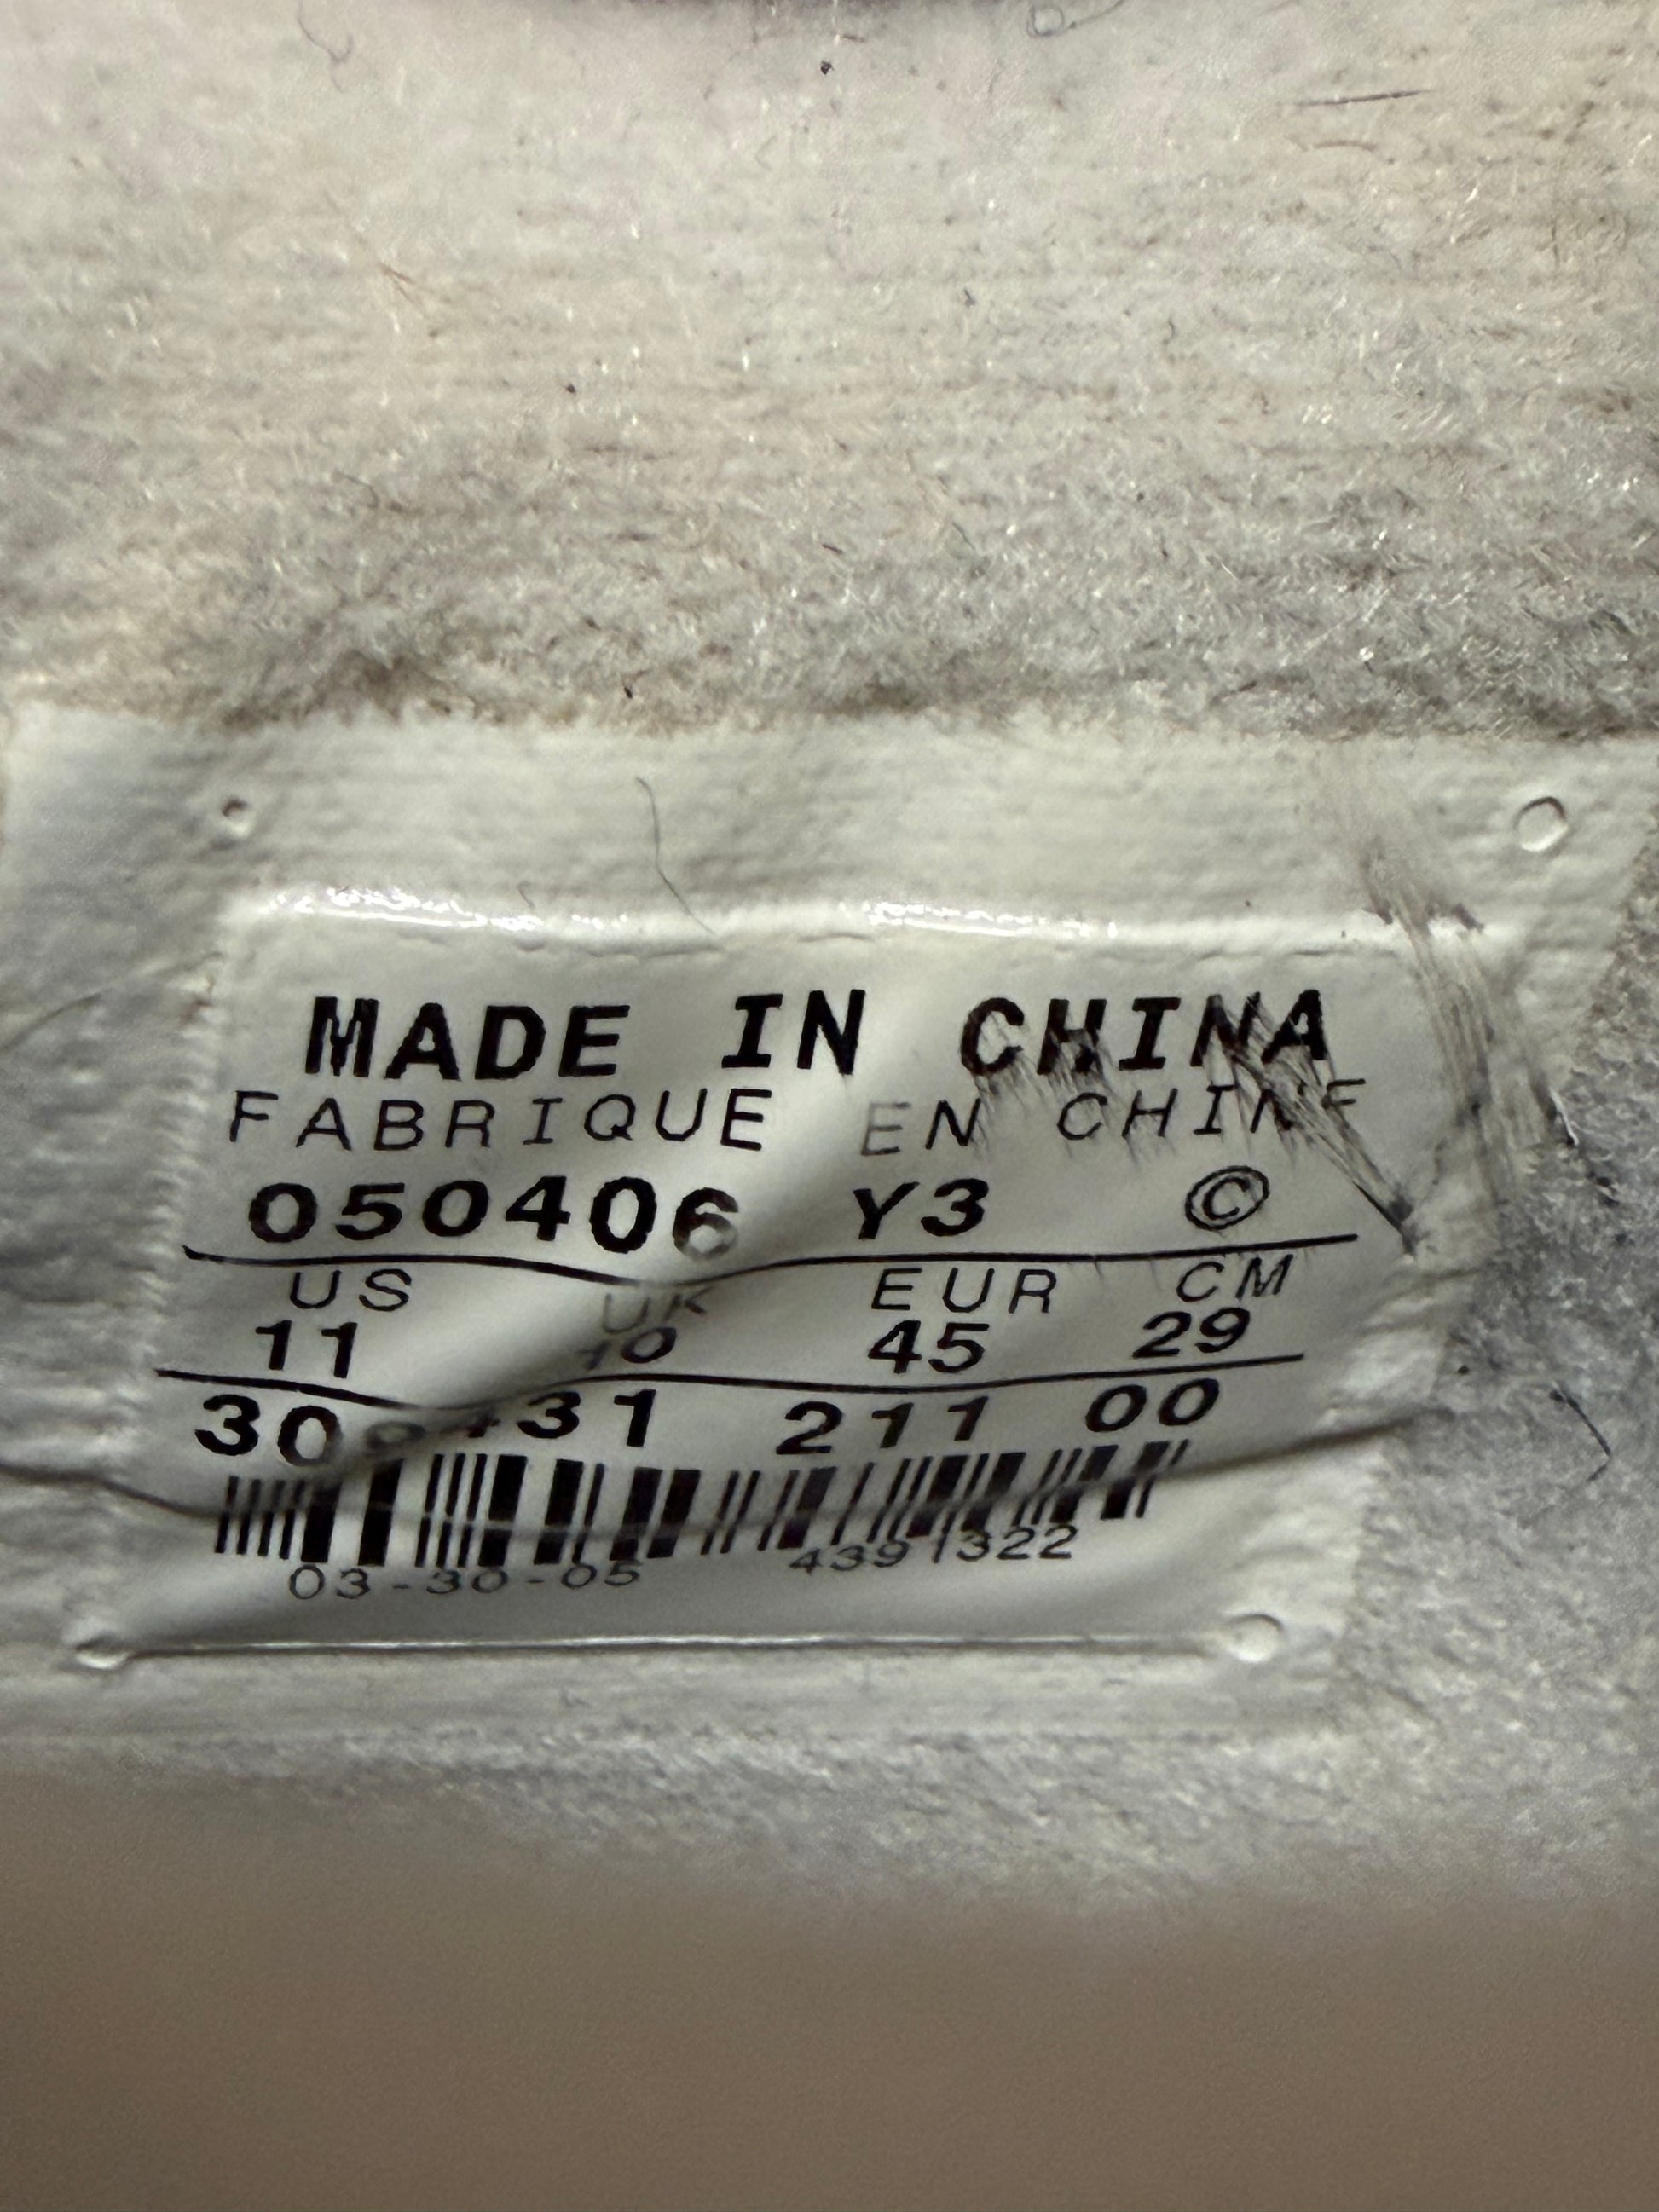 MADE IN CHINA
FABRIQUE EN CHINE
050406 Y3 ©
US UK EUR CM
11 10 45 29
211 00
03-30-05 4391322